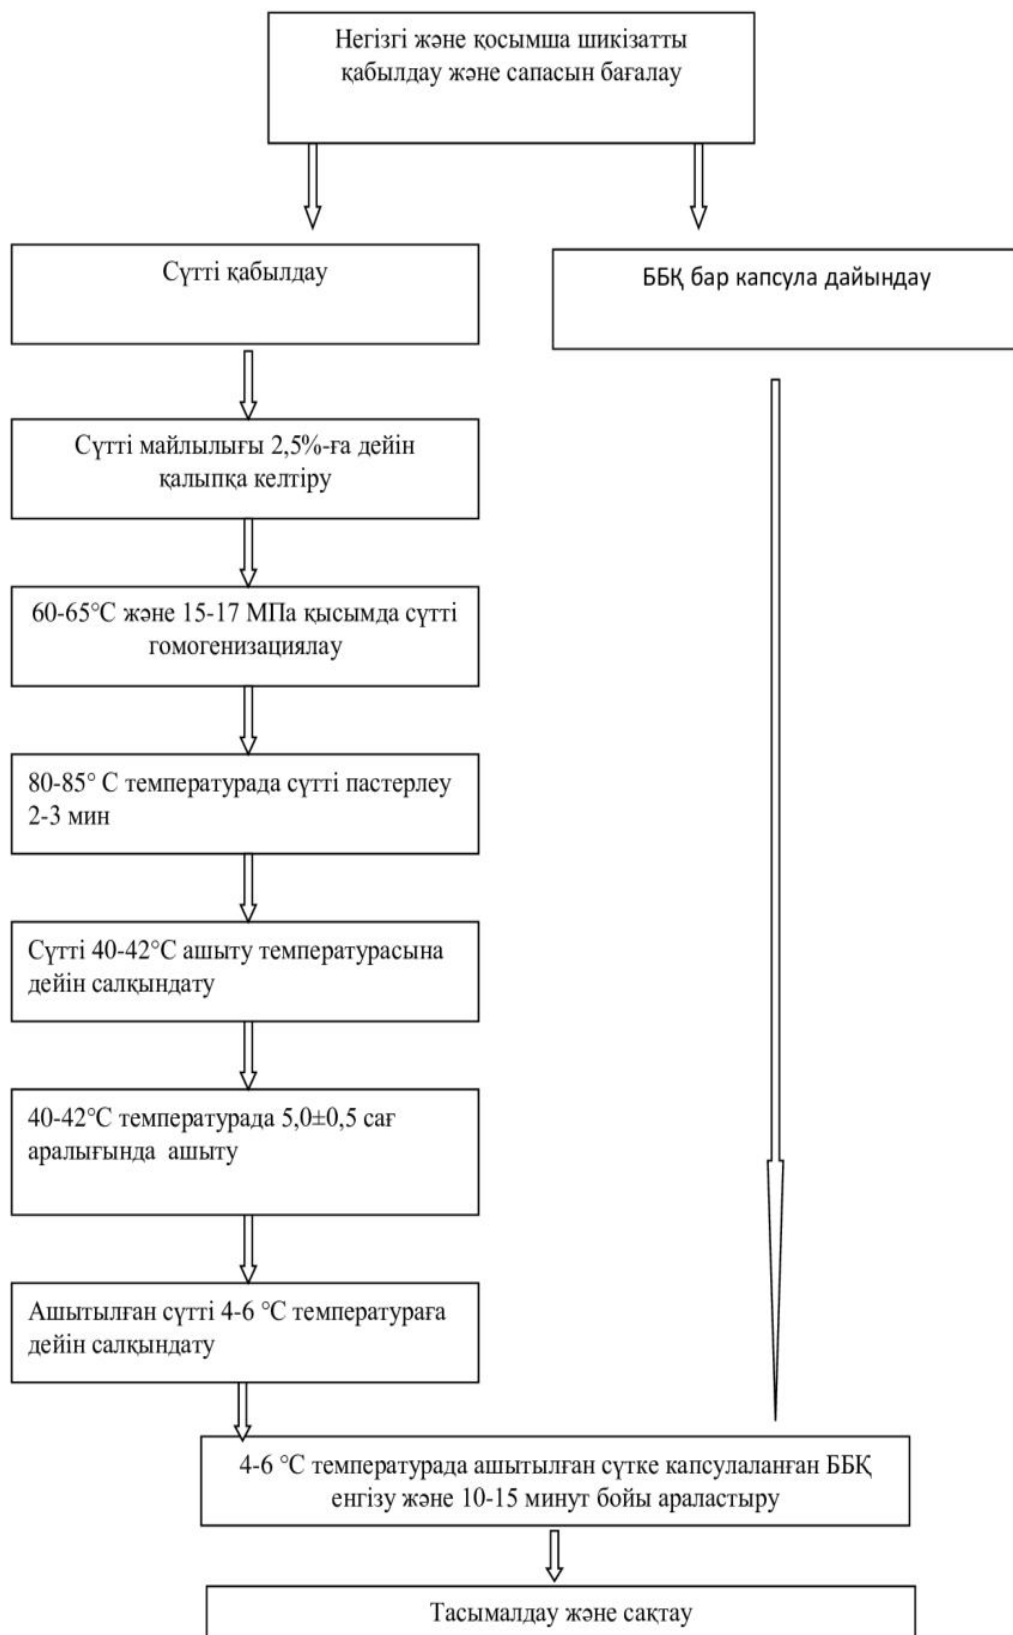 Негізгі және қосымша шикізатты
қабылдау және сапасын бағалау
Сүтті қабылдау
ББҚ бар капсула дайындау
Сүтті майлылығы 2,5%-ға дейін
қалыпқа келтіру
60-65°С және 15-17 МПа қысымда сүтті
гомогенизациялау
80-85° С температурада сүтті пастерлеу
2-3 мин
Сүтті 40-42°С ашыту температурасына
дейін салқындату
40-42°С температурада 5,0±0,5 сағ
аралығында ашыту
Ашытылған сүтті 4-6 °С температураға
дейін салқындату
4-6 °С температурада ашытылған сүтке капсулаланған ББҚ
енгізу және 10-15 минут бойы араластыру
Тасымалдау және сақтау